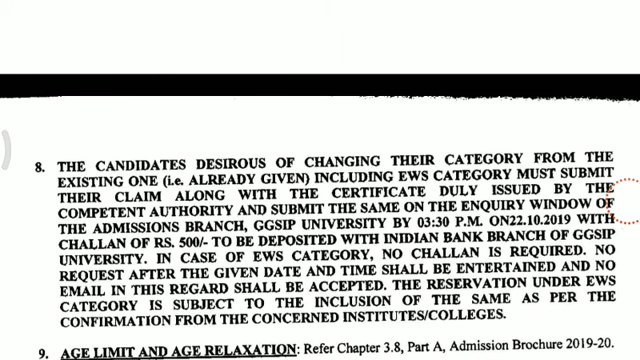 8. THE CANDIDATES DESIROUS OF CHANGING THEIR CATEGORY FROM THE
EXISTING ONE (i.e. ALREADY GIVEN) INCLUDING EWS CATEGORY MUST SUBMIT
THEIR CLAIM ALONG WITH THE CERTIFICATE DULY ISSUED BY THE
COMPETENT AUTHORITY AND SUBMIT THE SAME ON THE ENQUIRY WINDOW OF
THE ADMISSIONS BRANCH, GGSIP UNIVERSITY BY 03:30 P.M. ON22.10.2019 WITH
CHALLAN OF RS. 500/- TO BE DEPOSITED WITH INIDIAN BANK BRANCH OF GGSIP
UNIVERSITY. IN CASE OF EWS CATEGORY, NO CHALLAN IS REQUIRED. NO
REQUEST AFTER THE GIVEN DATE AND TIME SHALL BE ENTERTAINED AND NO
EMAIL IN THIS REGARD SHALL BE ACCEPTED. THE RESERVATION UNDER EWS
CATEGORY IS SUBJECT TO THE INCLUSION OF THE SAME AS PER THE
CONFIRMATION FROM THE CONCERNED INSTITUTES/COLLEGES.
9. AGE LIMIT AND AGE RELAXATION: Refer Chapter 3.8, Part A, Admission Brochure 2019-20.